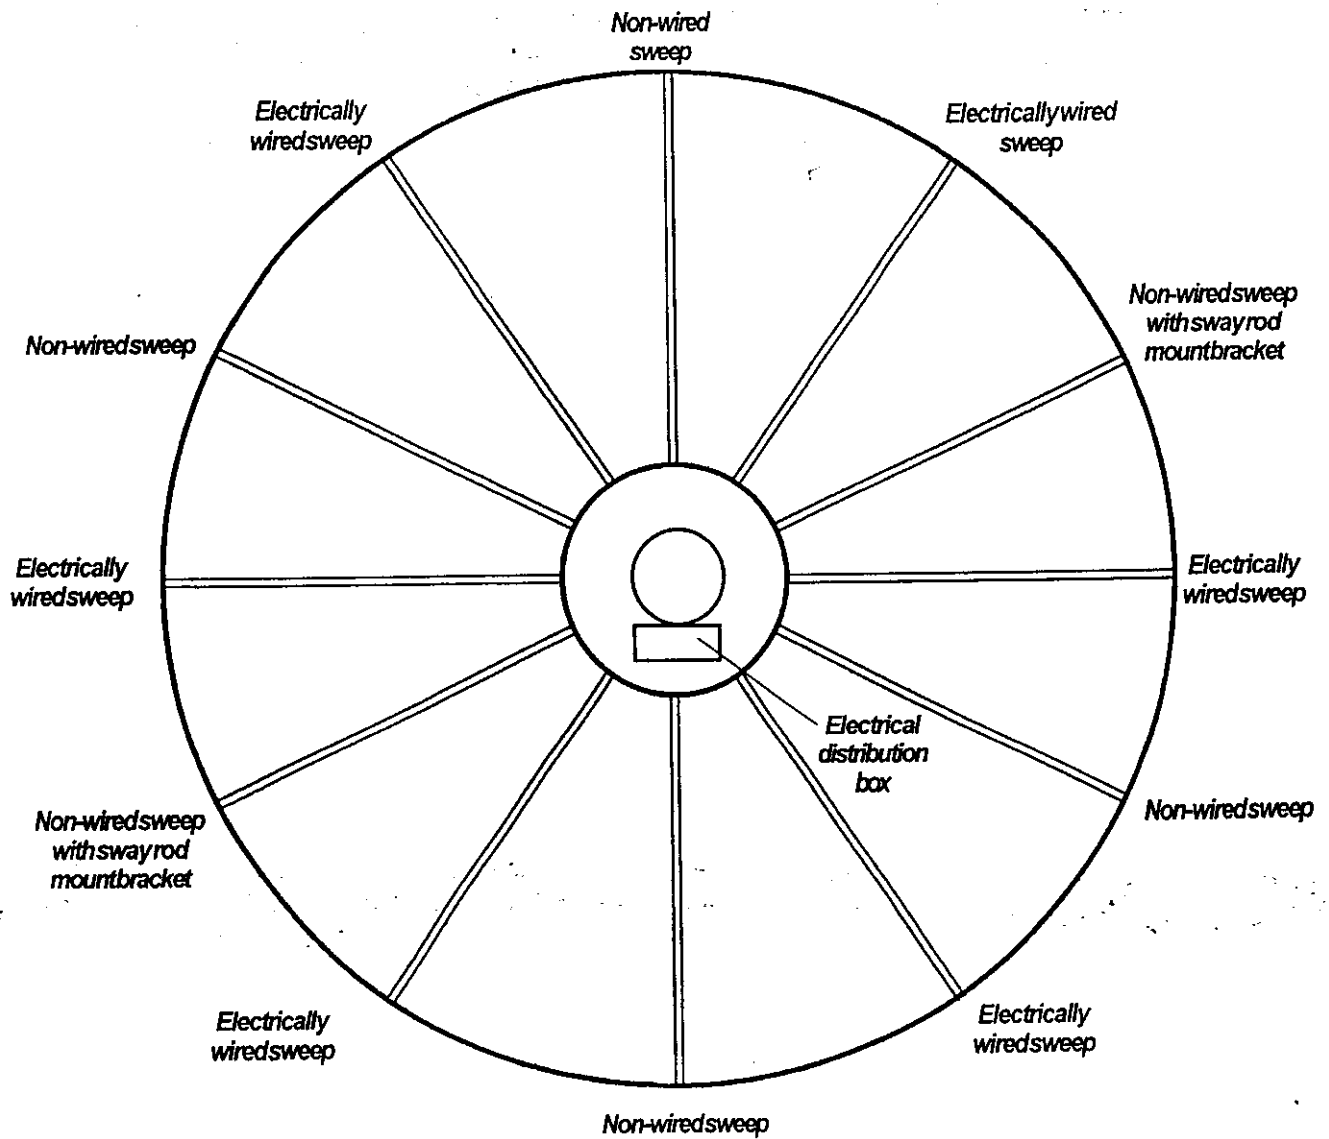 Non-wired
sweep
Electrically
wiredsweep
Electricallywired
sweep
Non-wiredsweep
withswayrod
mountbracket
Non-wiredsweep
Electrically
wiredsweep
Electrically
wiredsweep
Electrical
distribution
box
Non-wiredsweep
Non-wiredsweep
withswayrod
mountbracket
Electrically
wiredsweep
Electrically
wiredsweep
Non-wiredsweep